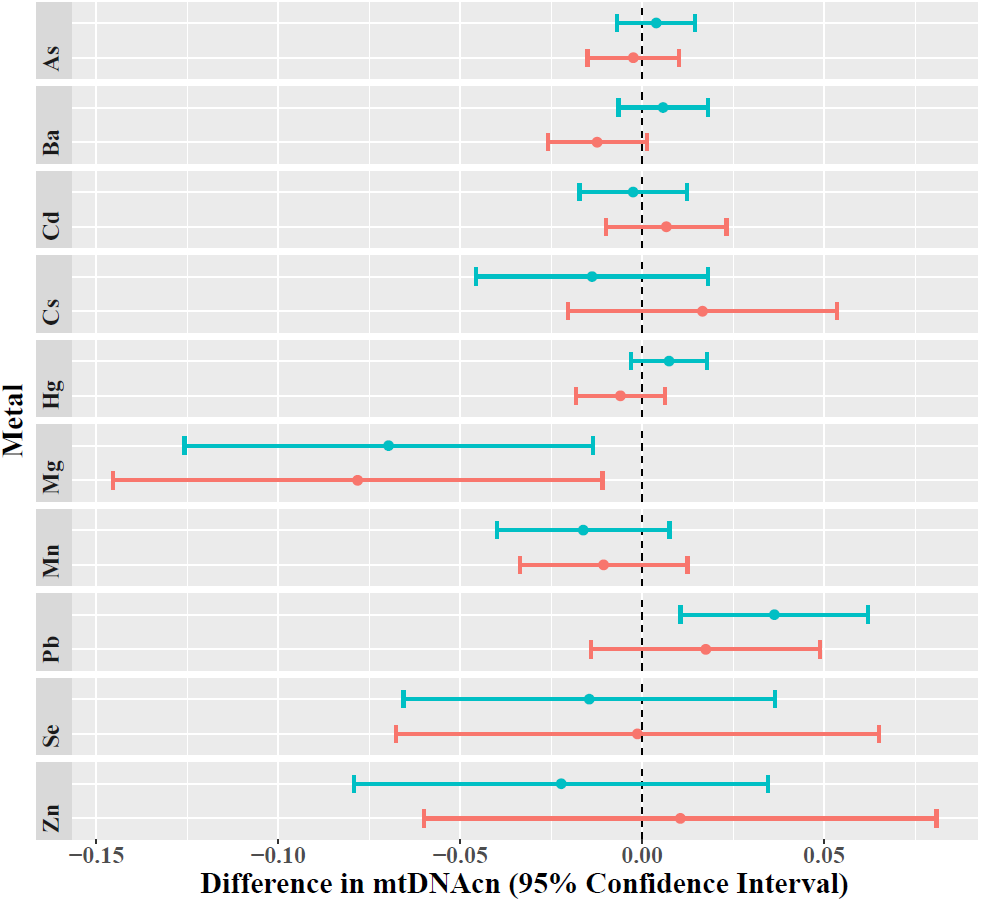 Metal
As
Ba
Cd
Cs
Hg
Mg
Mn
Pb
Se
Zn
−0.15 −0.10 −0.05 0.00 0.05
Difference in mtDNAcn (95% Confidence Interval)